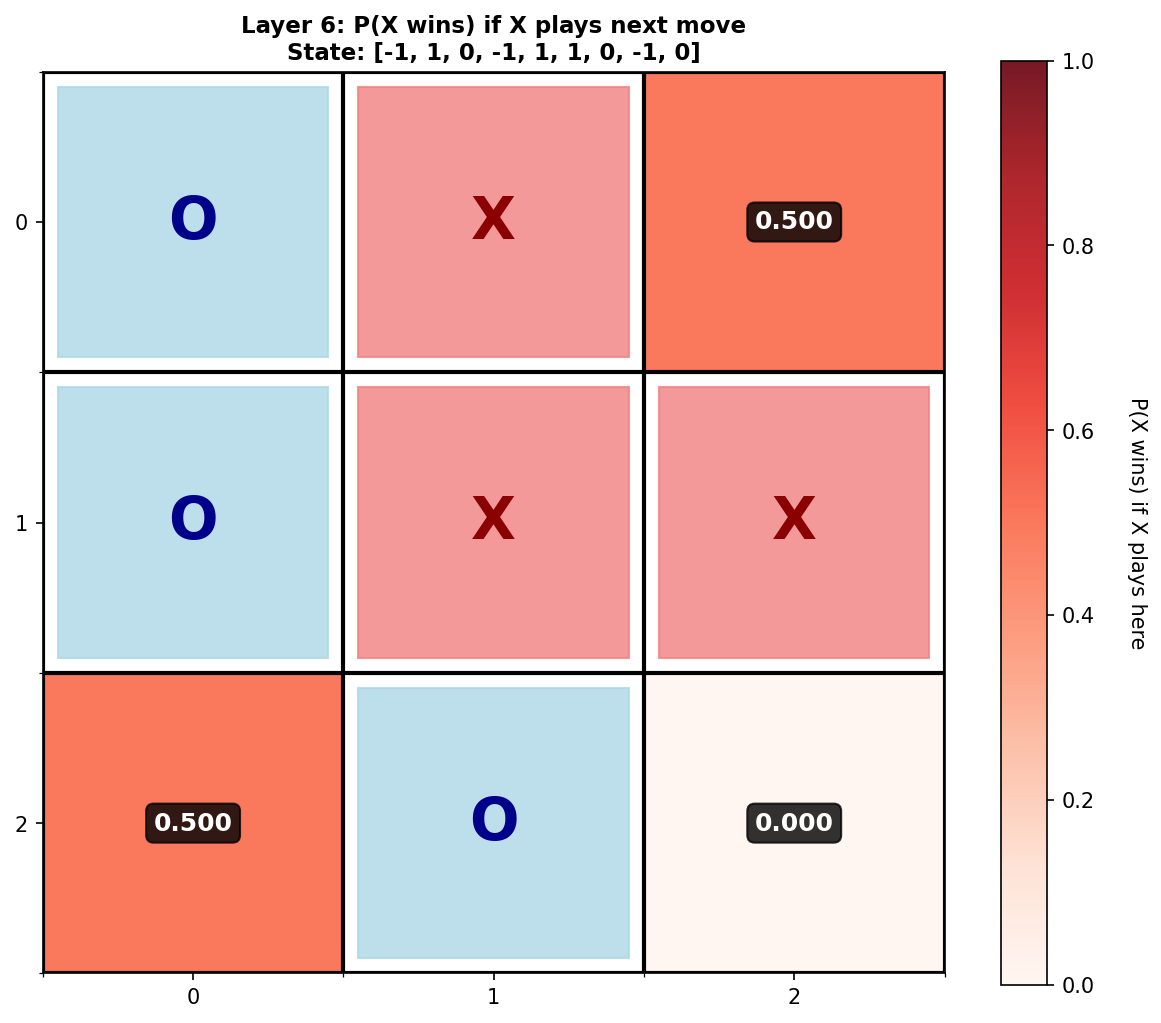 Layer 6: P(X wins) if X plays next move
State: [-1, 1, 0, -1, 1, 1, 0, -1, 0]
1.0
0.8
0.6
0.4
0.2
0.0
P(X wins) if X plays here
0
O
X
0.500
1
O
X
X
2
0.500
O
0.000
0
1
2